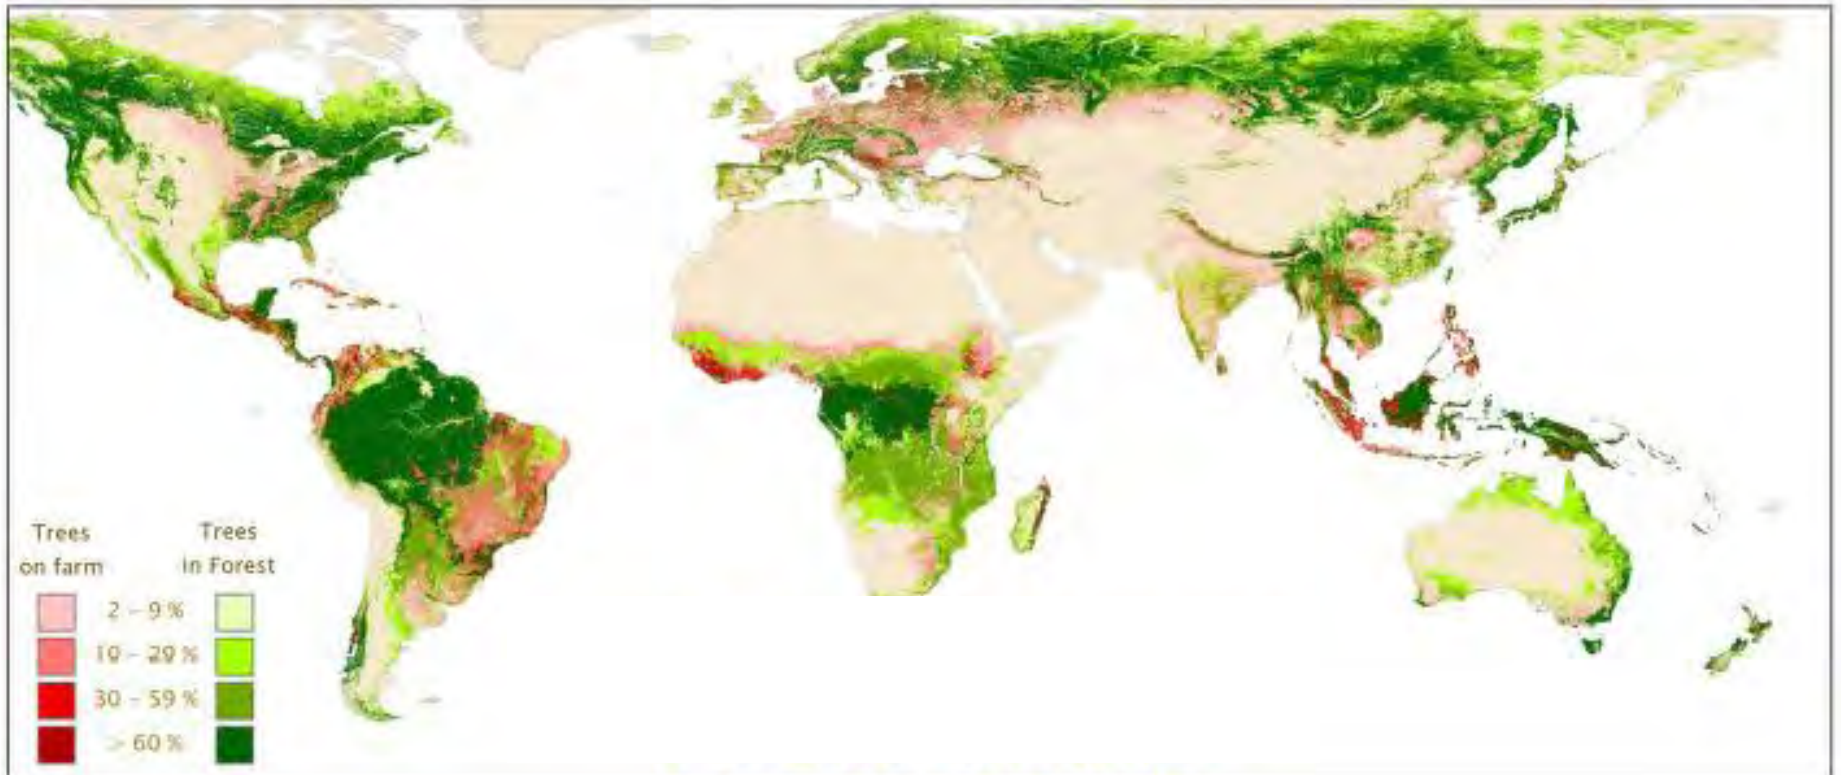 Trees Trees
on farm in Forest
2 – 9 %
10 – 29 %
30 – 59 %
> 60 %